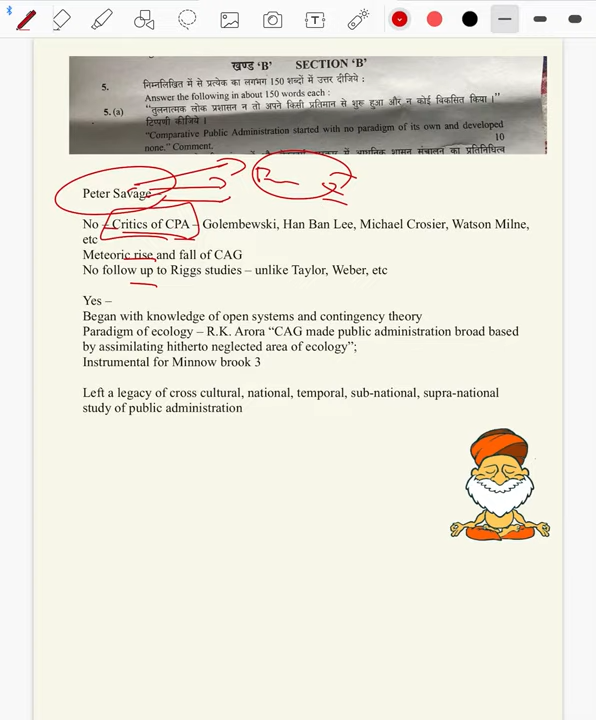 खण्ड 'B' SECTION 'B'
5. निम्नलिखित में से प्रत्येक का लगभग 150 शब्दों में उत्तर दीजिये :
Answer the following in about 150 words each :
5. (a) "तुलनात्मक लोक प्रशासन न तो अपने किसी प्रतिमान से शुरू हुआ और न कोई विकसित किया।"
टिप्पणी कीजिये ।
"Comparative Public Administration started with no paradigm of its own and developed
none." Comment. 10
में आधुनिक शासन संचालन का प्रतिनिधित्व
Peter Savage
No – Critics of CPA – Golembewski, Han Ban Lee, Michael Crosier, Watson Milne,
etc
Meteoric rise and fall of CAG
No follow up to Riggs studies – unlike Taylor, Weber, etc
Yes –
Began with knowledge of open systems and contingency theory
Paradigm of ecology – R.K. Arora "CAG made public administration broad based
by assimilating hitherto neglected area of ecology";
Instrumental for Minnow brook 3
Left a legacy of cross cultural, national, temporal, sub-national, supra-national
study of public administration